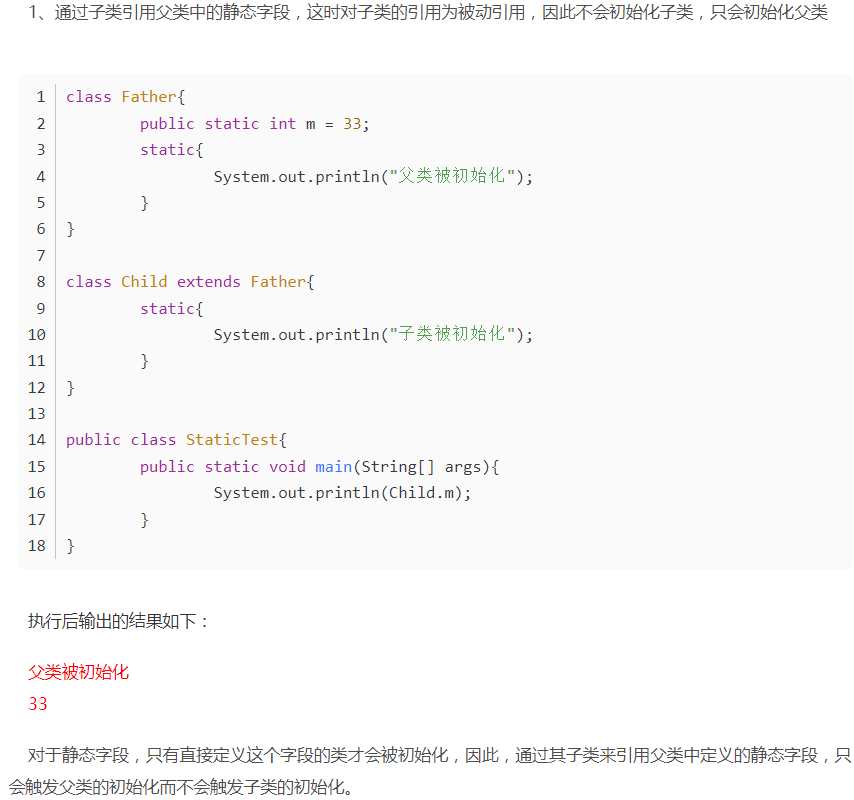 1、通过子类引用父类中的静态字段，这时对子类的引用为被动引用，因此不会初始化子类，只会初始化父类
1 class Father{
2 public static int m = 33;
3 static{
4 System.out.println("父类被初始化");
5 }
6 }
7
8 class Child extends Father{
9 static{
10 System.out.println("子类被初始化");
11 }
12 }
13
14 public class StaticTest{
15 public static void main(String[] args){
16 System.out.println(Child.m);
17 }
18 }
执行后输出的结果如下：
父类被初始化
33
对于静态字段，只有直接定义这个字段的类才会被初始化，因此，通过其子类来引用父类中定义的静态字段，只
会触发父类的初始化而不会触发子类的初始化。